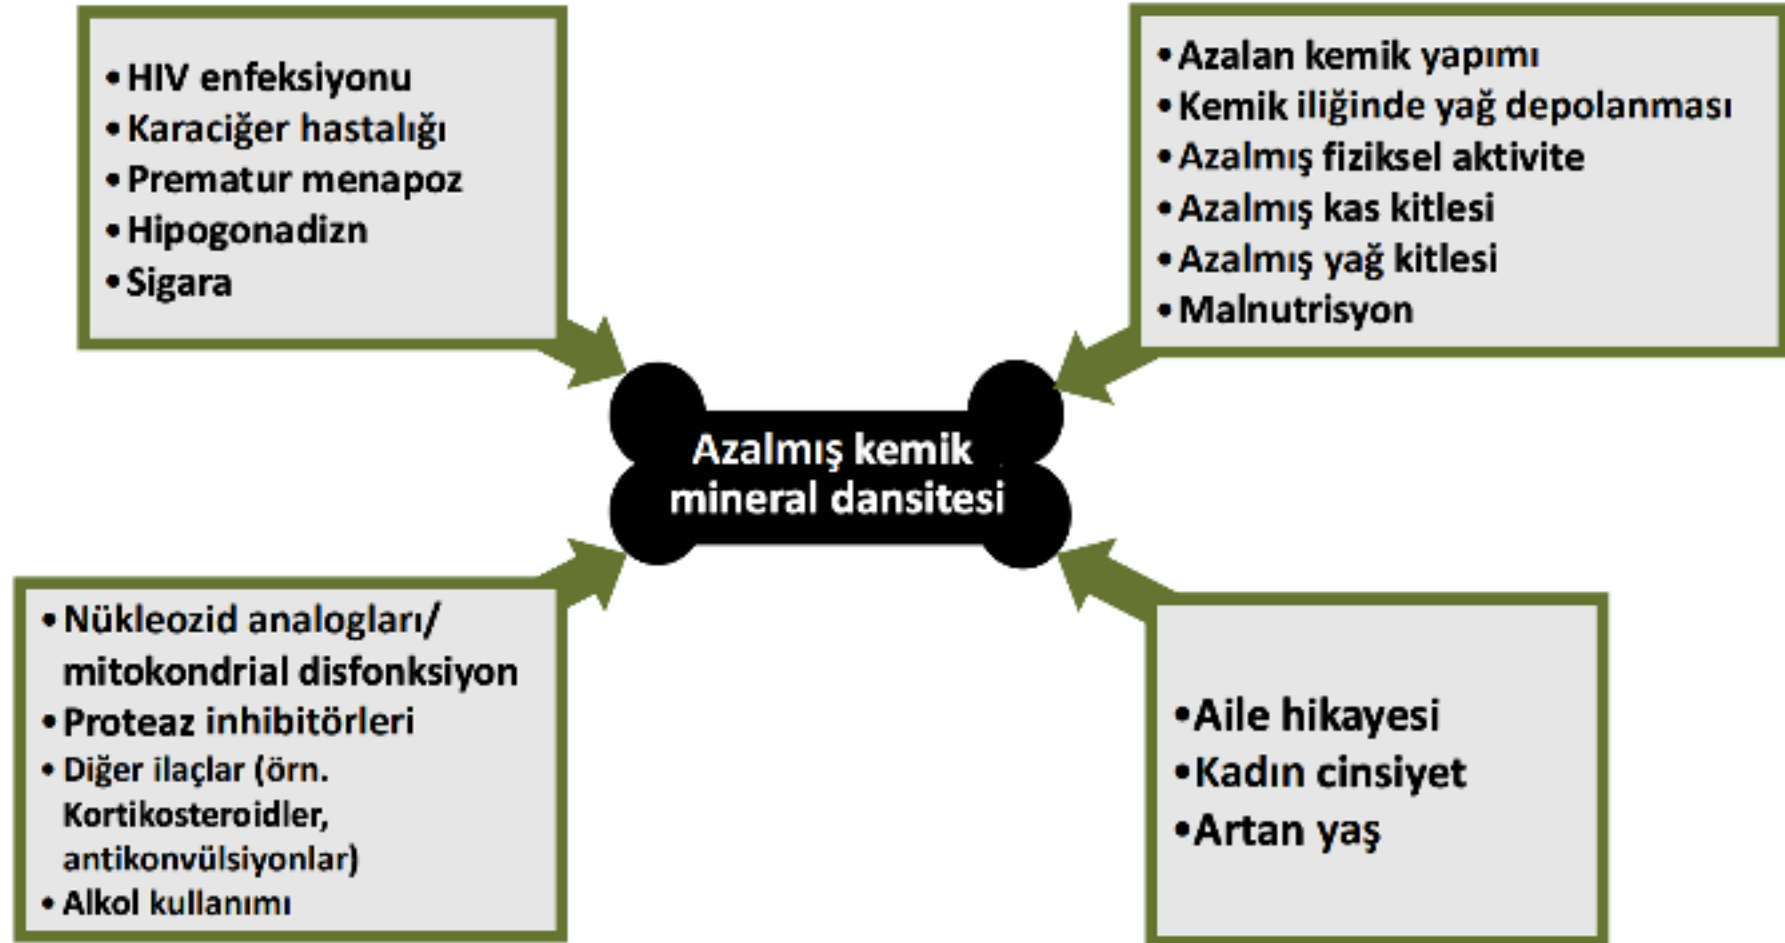 • HIV enfeksiyonu
• Karaciğer hastalığı
• Prematur menapoz
• Hipogonadizn
• Sigara
• Azalan kemik yapımı
• Kemik iliğinde yağ depolanması
• Azalmış fiziksel aktivite
• Azalmış kas kitlesi
• Azalmış yağ kitlesi
• Malnutrisyon
Azalmış kemik
mineral dansitesi
• Nükleozid analogları/
mitokondrial disfonksiyon
• Proteaz inhibitörleri
• Diğer ilaçlar (örn.
Kortikosteroidler,
antikonvülsiyonlar)
• Alkol kullanımı
• Aile hikayesi
• Kadın cinsiyet
• Artan yaş